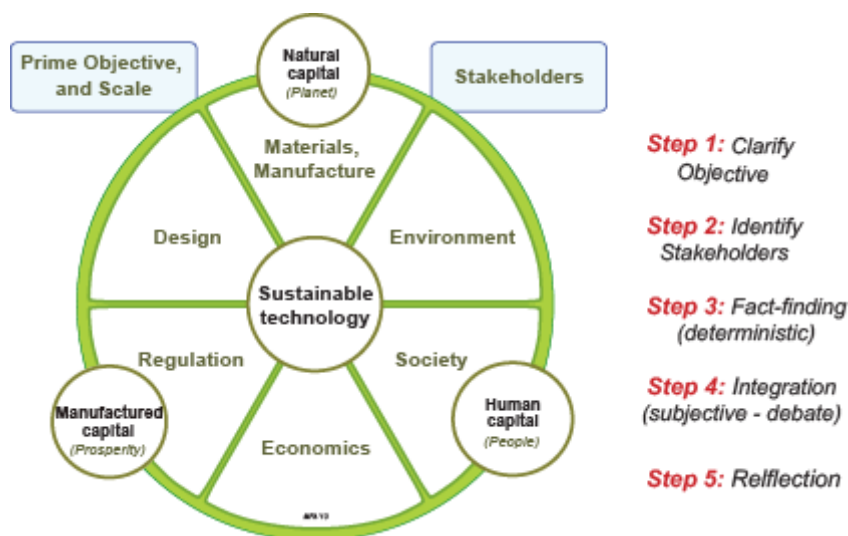 Prime Objective,
and Scale
Natural
capital
(Planet)
Stakeholders
Materials,
Manufacture
Design
Environment
Sustainable
technology
Regulation
Society
Manufactured
capital
(Prosperity)
Human
capital
(People)
Economics
Step 1: Clarify
Objective
Step 2: Identify
Stakeholders
Step 3: Fact-finding
(deterministic)
Step 4: Integration
(subjective - debate)
Step 5: Relflection